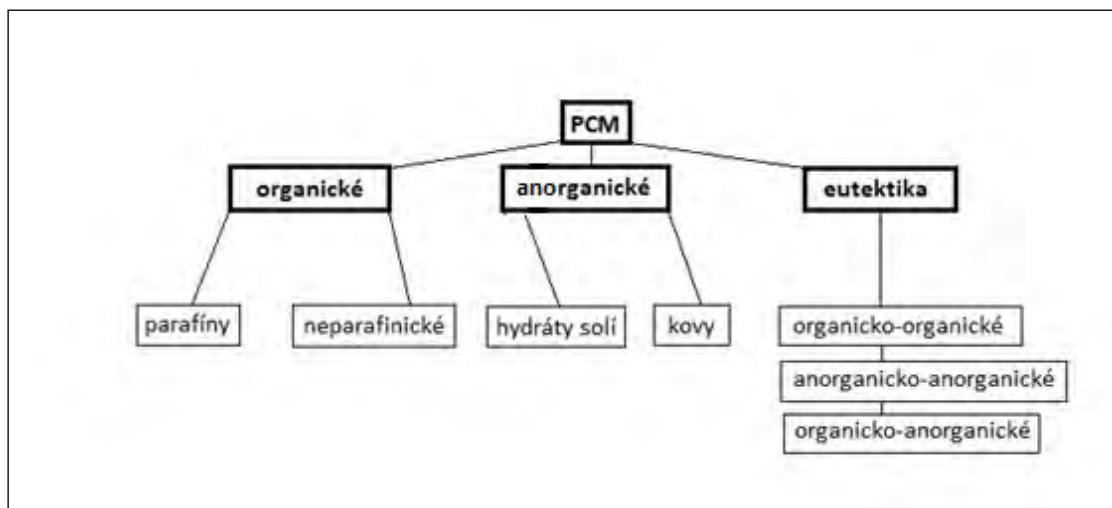 PCM
organické
anorganické
eutektika
parafíny
neparafinické
hydráty solí
kovy
organicko-organické
anorganicko-anorganické
organicko-anorganické